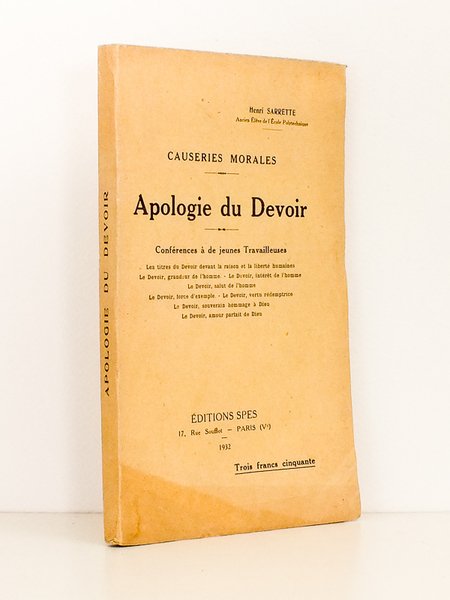 Henri SARRETTE
Ancien Élève de l'École Polytechnique
CAUSERIES MORALES
Apologie du Devoir
Conférences à de jeunes Travailleuses
Les titres du Devoir devant la raison et la liberté humaines
Le Devoir, grandeur de l'homme. - Le Devoir, intérêt de l'homme
Le Devoir, salut de l'homme
Le Devoir, force d'exemple. - Le Devoir, vertu rédemptrice
Le Devoir, souverain hommage à Dieu
Le Devoir, amour parfait de Dieu
ÉDITIONS SPES
17, Rue Soufflot — PARIS (Vᵉ)
1932
Trois francs cinquante
APOLOGIE DU DEVOIR